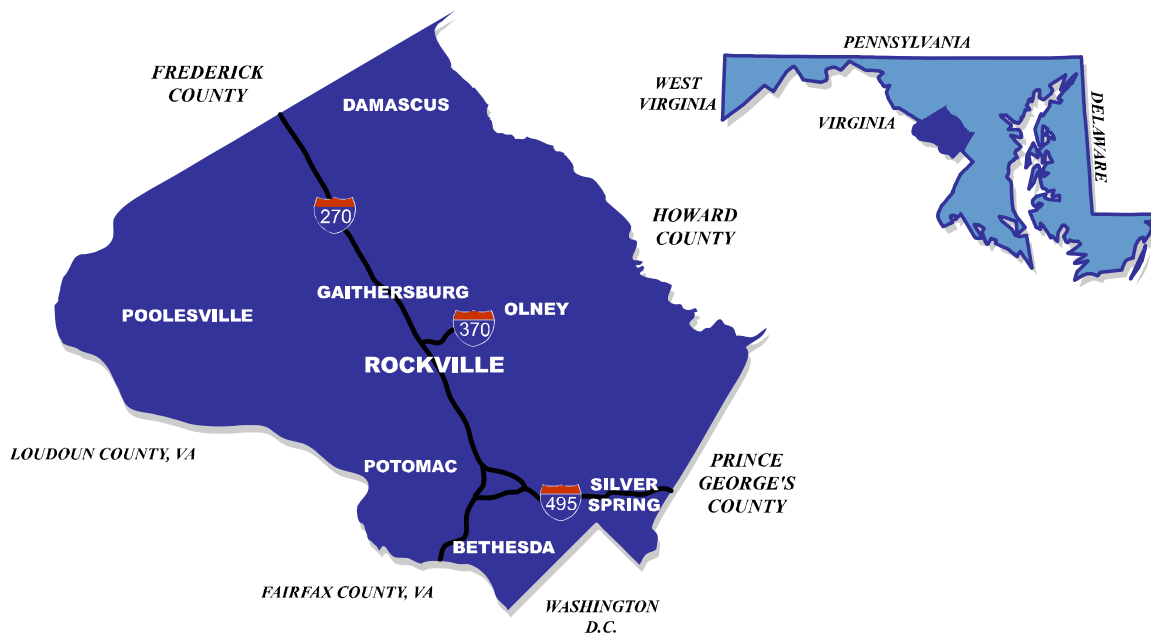 PENNSYLVANIA
WEST
VIRGINIA
VIRGINIA
DELAWARE
FREDERICK
COUNTY
DAMASCUS
270
HOWARD
COUNTY
GAITHERSBURG
OLNEY
POOLESVILLE
370
ROCKVILLE
LOUDOUN COUNTY, VA
POTOMAC
PRINCE
GEORGE'S
COUNTY
SILVER
SPRING
495
BETHESDA
FAIRFAX COUNTY, VA
WASHINGTON
D.C.